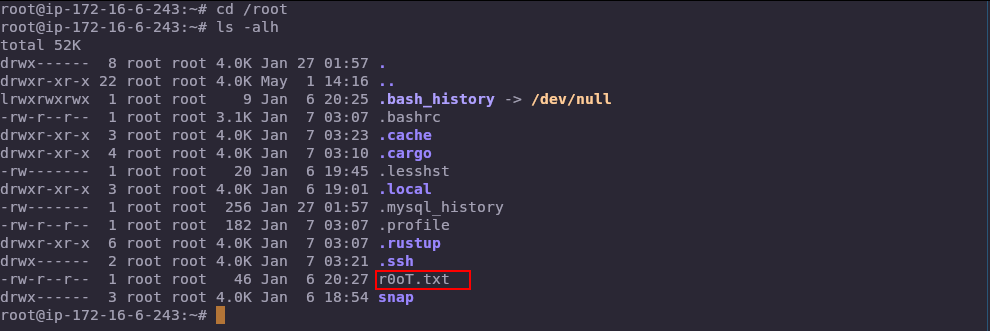 root@ip-172-16-6-243:~# cd /root
root@ip-172-16-6-243:~# ls -alh
total 52K
drwx------  8 root root 4.0K Jan 27 01:57 .
drwxr-xr-x 22 root root 4.0K May  1 14:16 ..
lrwxrwxrwx  1 root root    9 Jan  6 20:25 .bash_history -> /dev/null
-rw-r--r--  1 root root 3.1K Jan  7 03:07 .bashrc
drwxr-xr-x  3 root root 4.0K Jan  7 03:23 .cache
drwxr-xr-x  4 root root 4.0K Jan  7 03:10 .cargo
-rw-------  1 root root   20 Jan  6 19:45 .lesshst
drwxr-xr-x  3 root root 4.0K Jan  6 19:01 .local
-rw-------  1 root root  256 Jan 27 01:57 .mysql_history
-rw-r--r--  1 root root  182 Jan  7 03:07 .profile
drwxr-xr-x  6 root root 4.0K Jan  7 03:07 .rustup
drwx------  2 root root 4.0K Jan  7 03:21 .ssh
-rw-r--r--  1 root root   46 Jan  6 20:27 r0oT.txt
drwx------  3 root root 4.0K Jan  6 18:54 snap
root@ip-172-16-6-243:~#